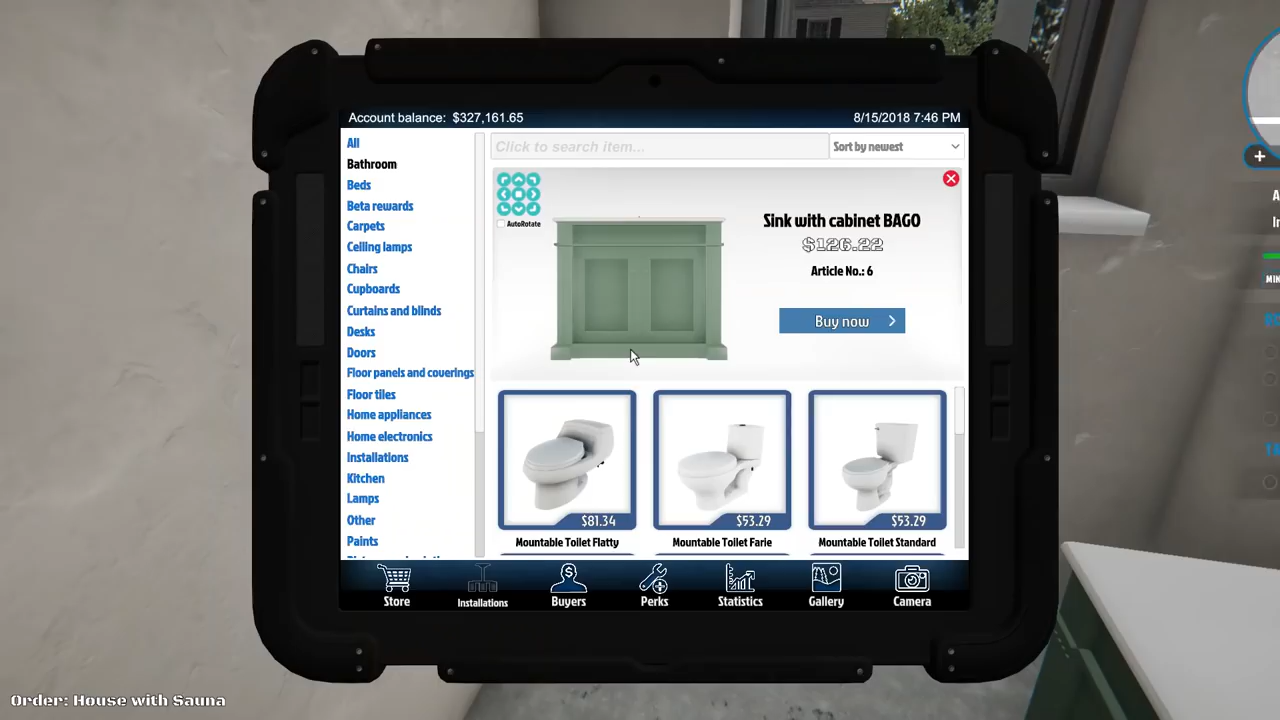 Account balance: $327,161.65
8/15/2018 7:46 PM
All
Bathroom
Beds
Beta rewards
Carpets
Ceiling lamps
Chairs
Cupboards
Curtains and blinds
Desks
Doors
Floor panels and coverings
Floor tiles
Home appliances
Home electronics
Installations
Kitchen
Lamps
Other
Paints
Click to search item...
Sort by newest
AutoRotate
Sink with cabinet BAGO
$126.22
Article No.: 6
Buy now
$81.34
$53.29
$53.29
Mountable Toilet Flatty
Mountable Toilet Farie
Mountable Toilet Standard
Store
Installations
Buyers
Perks
Statistics
Gallery
Camera
Order: House with Sauna